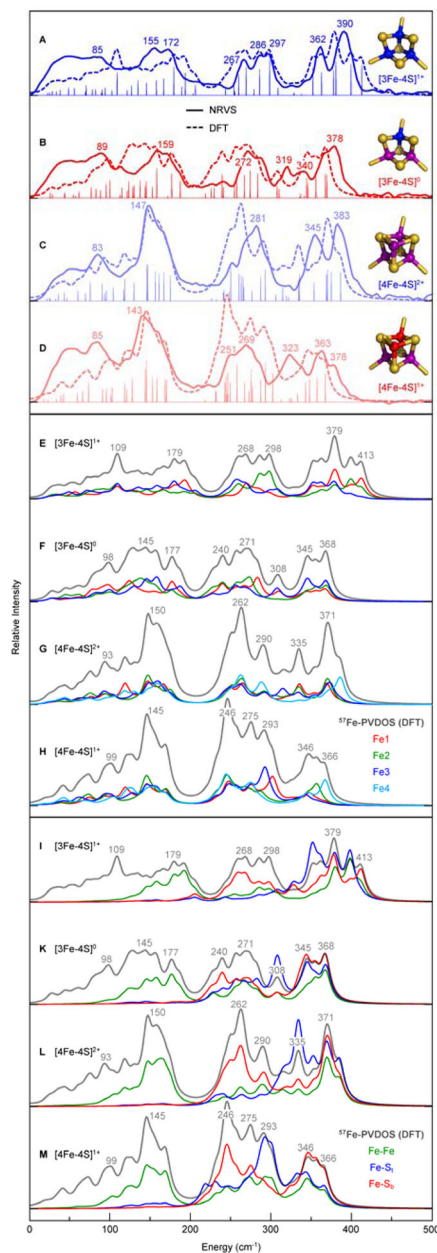 A
85
155
172
267
286
297
362
390
[3Fe-4S]¹⁺
NRVS
DFT
B
89
159
272
319
340
378
[3Fe-4S]⁰
C
83
147
281
345
383
[4Fe-4S]²⁺
D
85
143
251
269
323
363
378
[4Fe-4S]¹⁺
Relative Intensity
E [3Fe-4S]¹⁺
109
179
268
298
379
413
F [3Fe-4S]⁰
98
145
177
240
271
308
345
368
G [4Fe-4S]²⁺
93
150
262
290
335
371
H [4Fe-4S]¹⁺
99
145
246
275
293
346
366
⁵⁷Fe-PVDOS (DFT)
Fe1
Fe2
Fe3
Fe4
I [3Fe-4S]¹⁺
109
179
268
298
379
413
K [3Fe-4S]⁰
98
145
177
240
271
308
345
368
L [4Fe-4S]²⁺
93
150
262
290
335
371
M [4Fe-4S]¹⁺
99
145
246
275
293
346
366
⁵⁷Fe-PVDOS (DFT)
Fe-Fe
Fe-Sₜ
Fe-S_b
0 100 200 300 400 500
Energy (cm⁻¹)